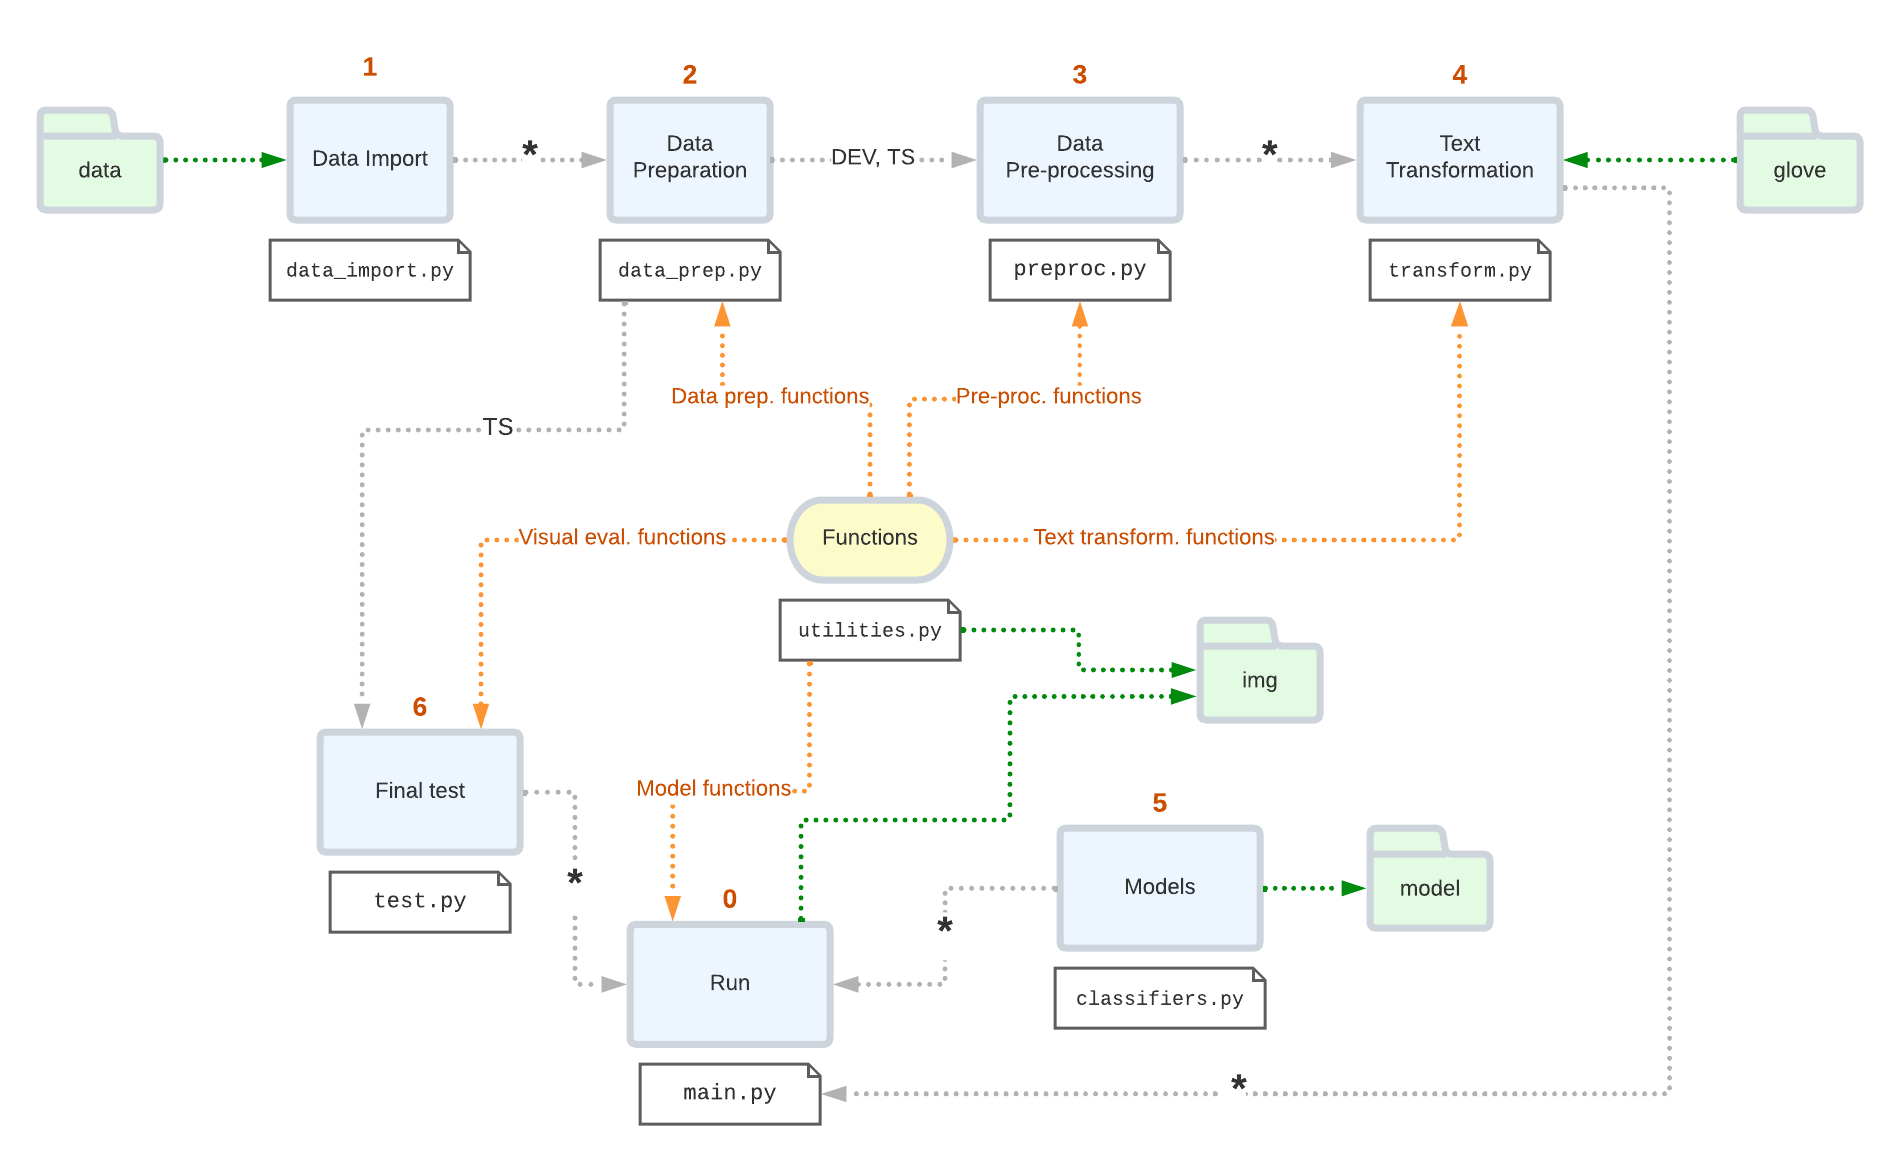 1
2
3
4
data
Data Import
*
Data
Preparation
DEV, TS
Data
Pre-processing
*
Text
Transformation
glove
data_import.py
data_prep.py
preproc.py
transform.py
Data prep. functions
Pre-proc. functions
TS
Visual eval. functions
Functions
Text transform. functions
utilities.py
img
6
Final test
Model functions
5
*
test.py
0
Models
model
*
Run
classifiers.py
main.py
*